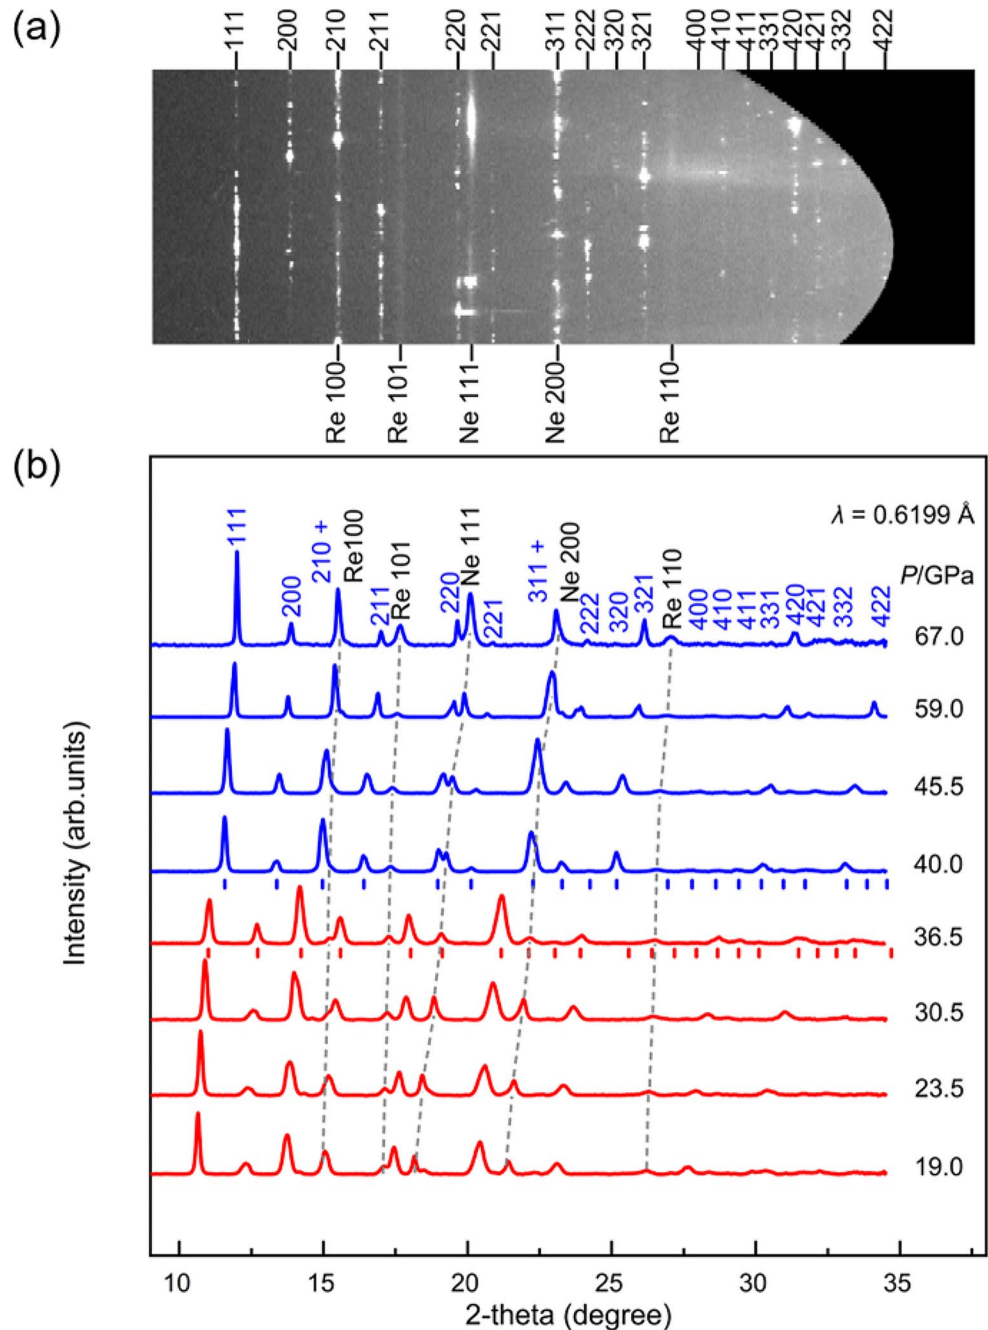 (a)
111 200 210 211 220 221 311 222 320 321 400 410 411 331 420 421 332 422
Re 100 Re 101 Ne 111 Ne 200 Re 110
(b)
λ = 0.6199 Å
P/GPa
111 200 210 + Re100 211 Re 101 220 Ne 111 221 311 + Ne 200 222 320 321 Re 110 400 410 411 331 420 421 332 422
67.0
59.0
45.5
40.0
36.5
30.5
23.5
19.0
Intensity (arb.units)
10 15 20 25 30 35
2-theta (degree)